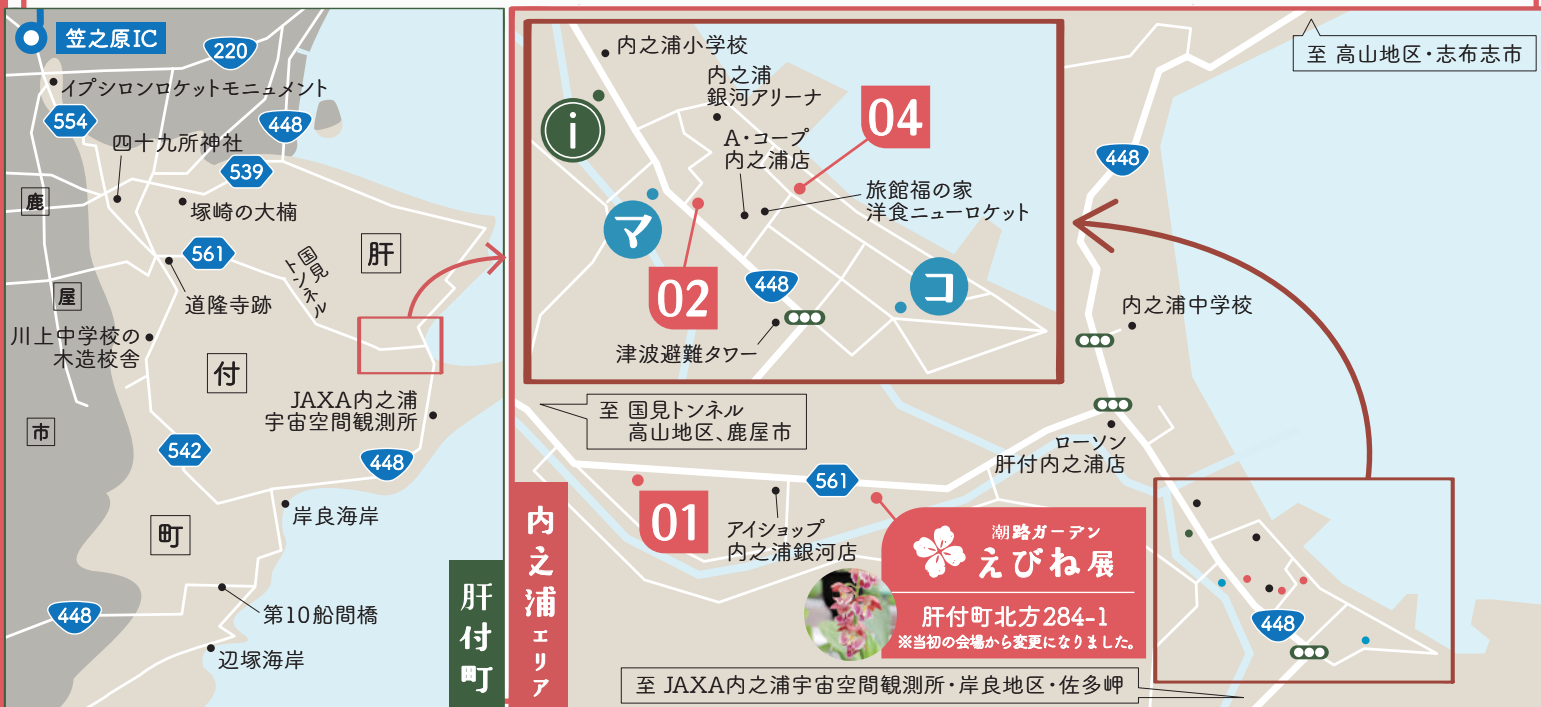 笠之原IC
220
イプシロンロケットモニュメント
554
448
四十九所神社
539
鹿
塚崎の大楠
561
国見
トンネル
肝
屋
道隆寺跡
川上中学校の
木造校舎
付
JAXA内之浦
宇宙空間観測所
市
542
448
岸良海岸
町
第10船間橋
448
辺塚海岸
肝付町
内之浦小学校
内之浦
銀河アリーナ
i
04
A・コープ
内之浦店
旅館福の家
洋食ニューロケット
マ
02
448
コ
津波避難タワー
至 高山地区・志布志市
448
内之浦中学校
至 国見トンネル
高山地区、鹿屋市
ローソン
肝付内之浦店
561
01
アイショップ
内之浦銀河店
潮路ガーデン
えびね展
肝付町北方284-1
※当初の会場から変更になりました。
448
内之浦エリア
至 JAXA内之浦宇宙空間観測所・岸良地区・佐多岬